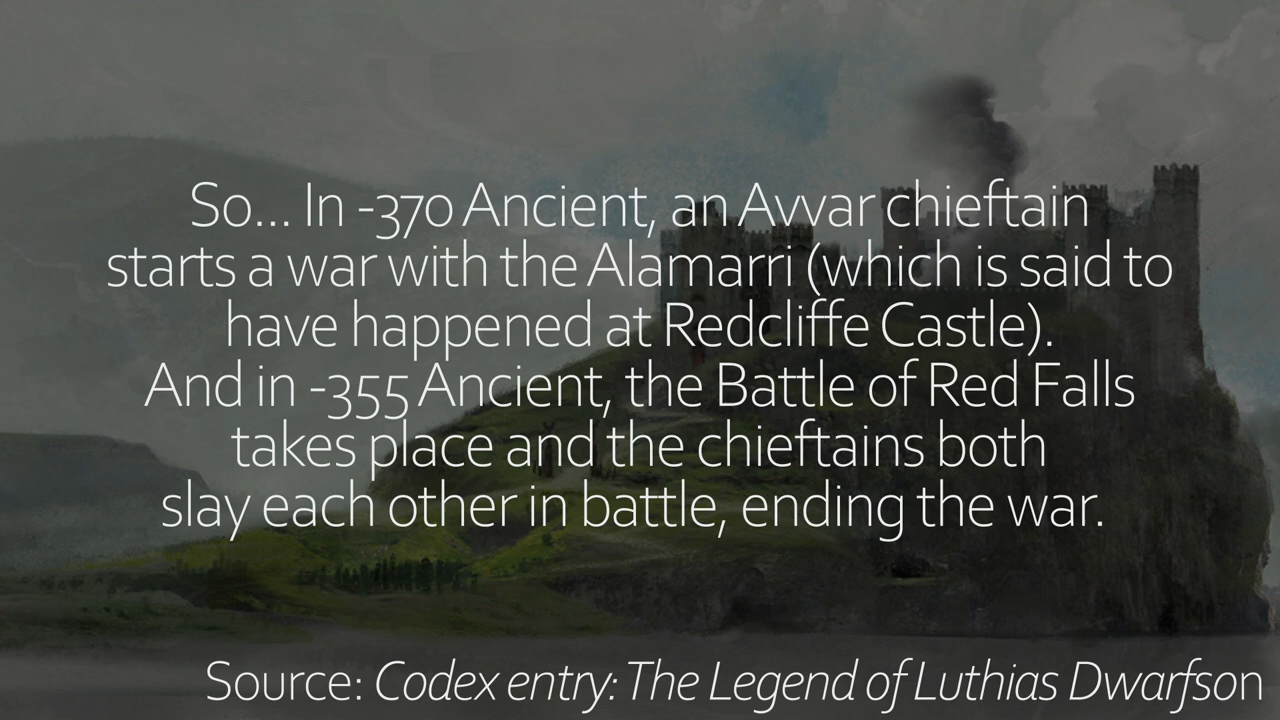 So... In -370 Ancient, an Avvar chieftain
starts a war with the Alamarri (which is said to
have happened at Redcliffe Castle).
And in -355 Ancient, the Battle of Red Falls
takes place and the chieftains both
slay each other in battle, ending the war.
Source: Codex entry: The Legend of Luthias Dwarfson